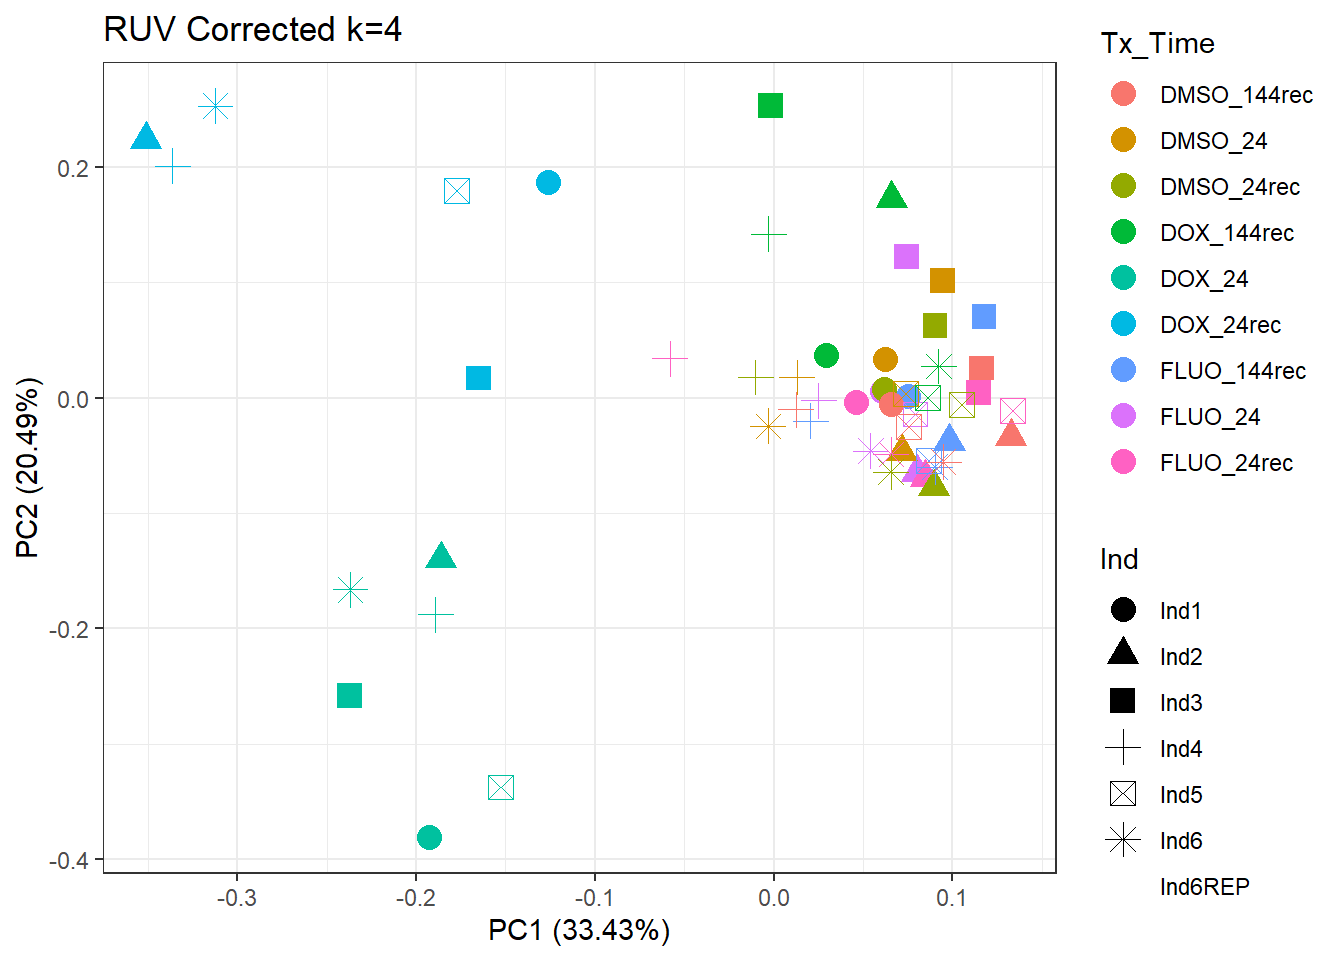 RUV Corrected k=4
PC2 (20.49%)
0.2
0.0
-0.2
-0.4
-0.3
-0.2
-0.1
0.0
0.1
PC1 (33.43%)
Tx_Time
DMSO_144rec
DMSO_24
DMSO_24rec
DOX_144rec
DOX_24
DOX_24rec
FLUO_144rec
FLUO_24
FLUO_24rec
Ind
Ind1
Ind2
Ind3
Ind4
Ind5
Ind6
Ind6REP